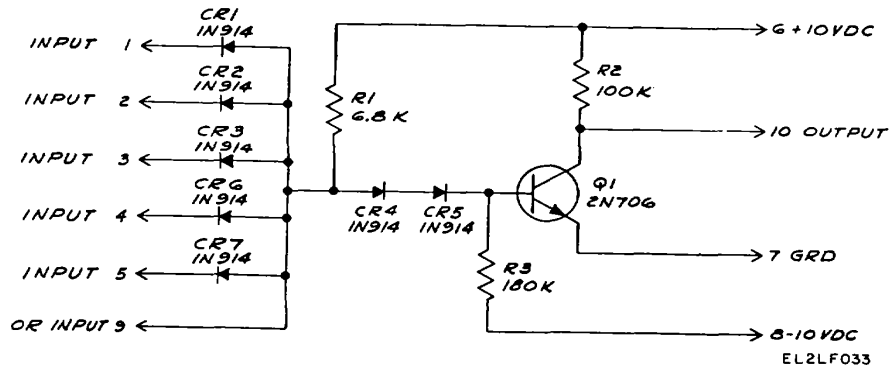 CR1
1N914
INPUT 1
CR2
1N914
INPUT 2
CR3
1N914
INPUT 3
CR6
1N914
INPUT 4
CR7
1N914
INPUT 5
OR INPUT 9
R1
6.8K
CR4
1N914
CR5
1N914
R2
100K
Q1
2N706
R3
180K
6 +10VDC
10 OUTPUT
7 GRD
8-10VDC
EL2LF033